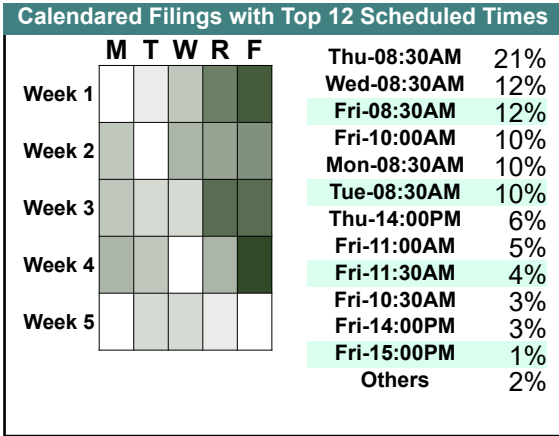 Calendared Filings with Top 12 Scheduled Times
M T W R F
Week 1
Week 2
Week 3
Week 4
Week 5
Thu-08:30AM 21%
Wed-08:30AM 12%
Fri-08:30AM 12%
Fri-10:00AM 10%
Mon-08:30AM 10%
Tue-08:30AM 10%
Thu-14:00PM 6%
Fri-11:00AM 5%
Fri-11:30AM 4%
Fri-10:30AM 3%
Fri-14:00PM 3%
Fri-15:00PM 1%
Others 2%